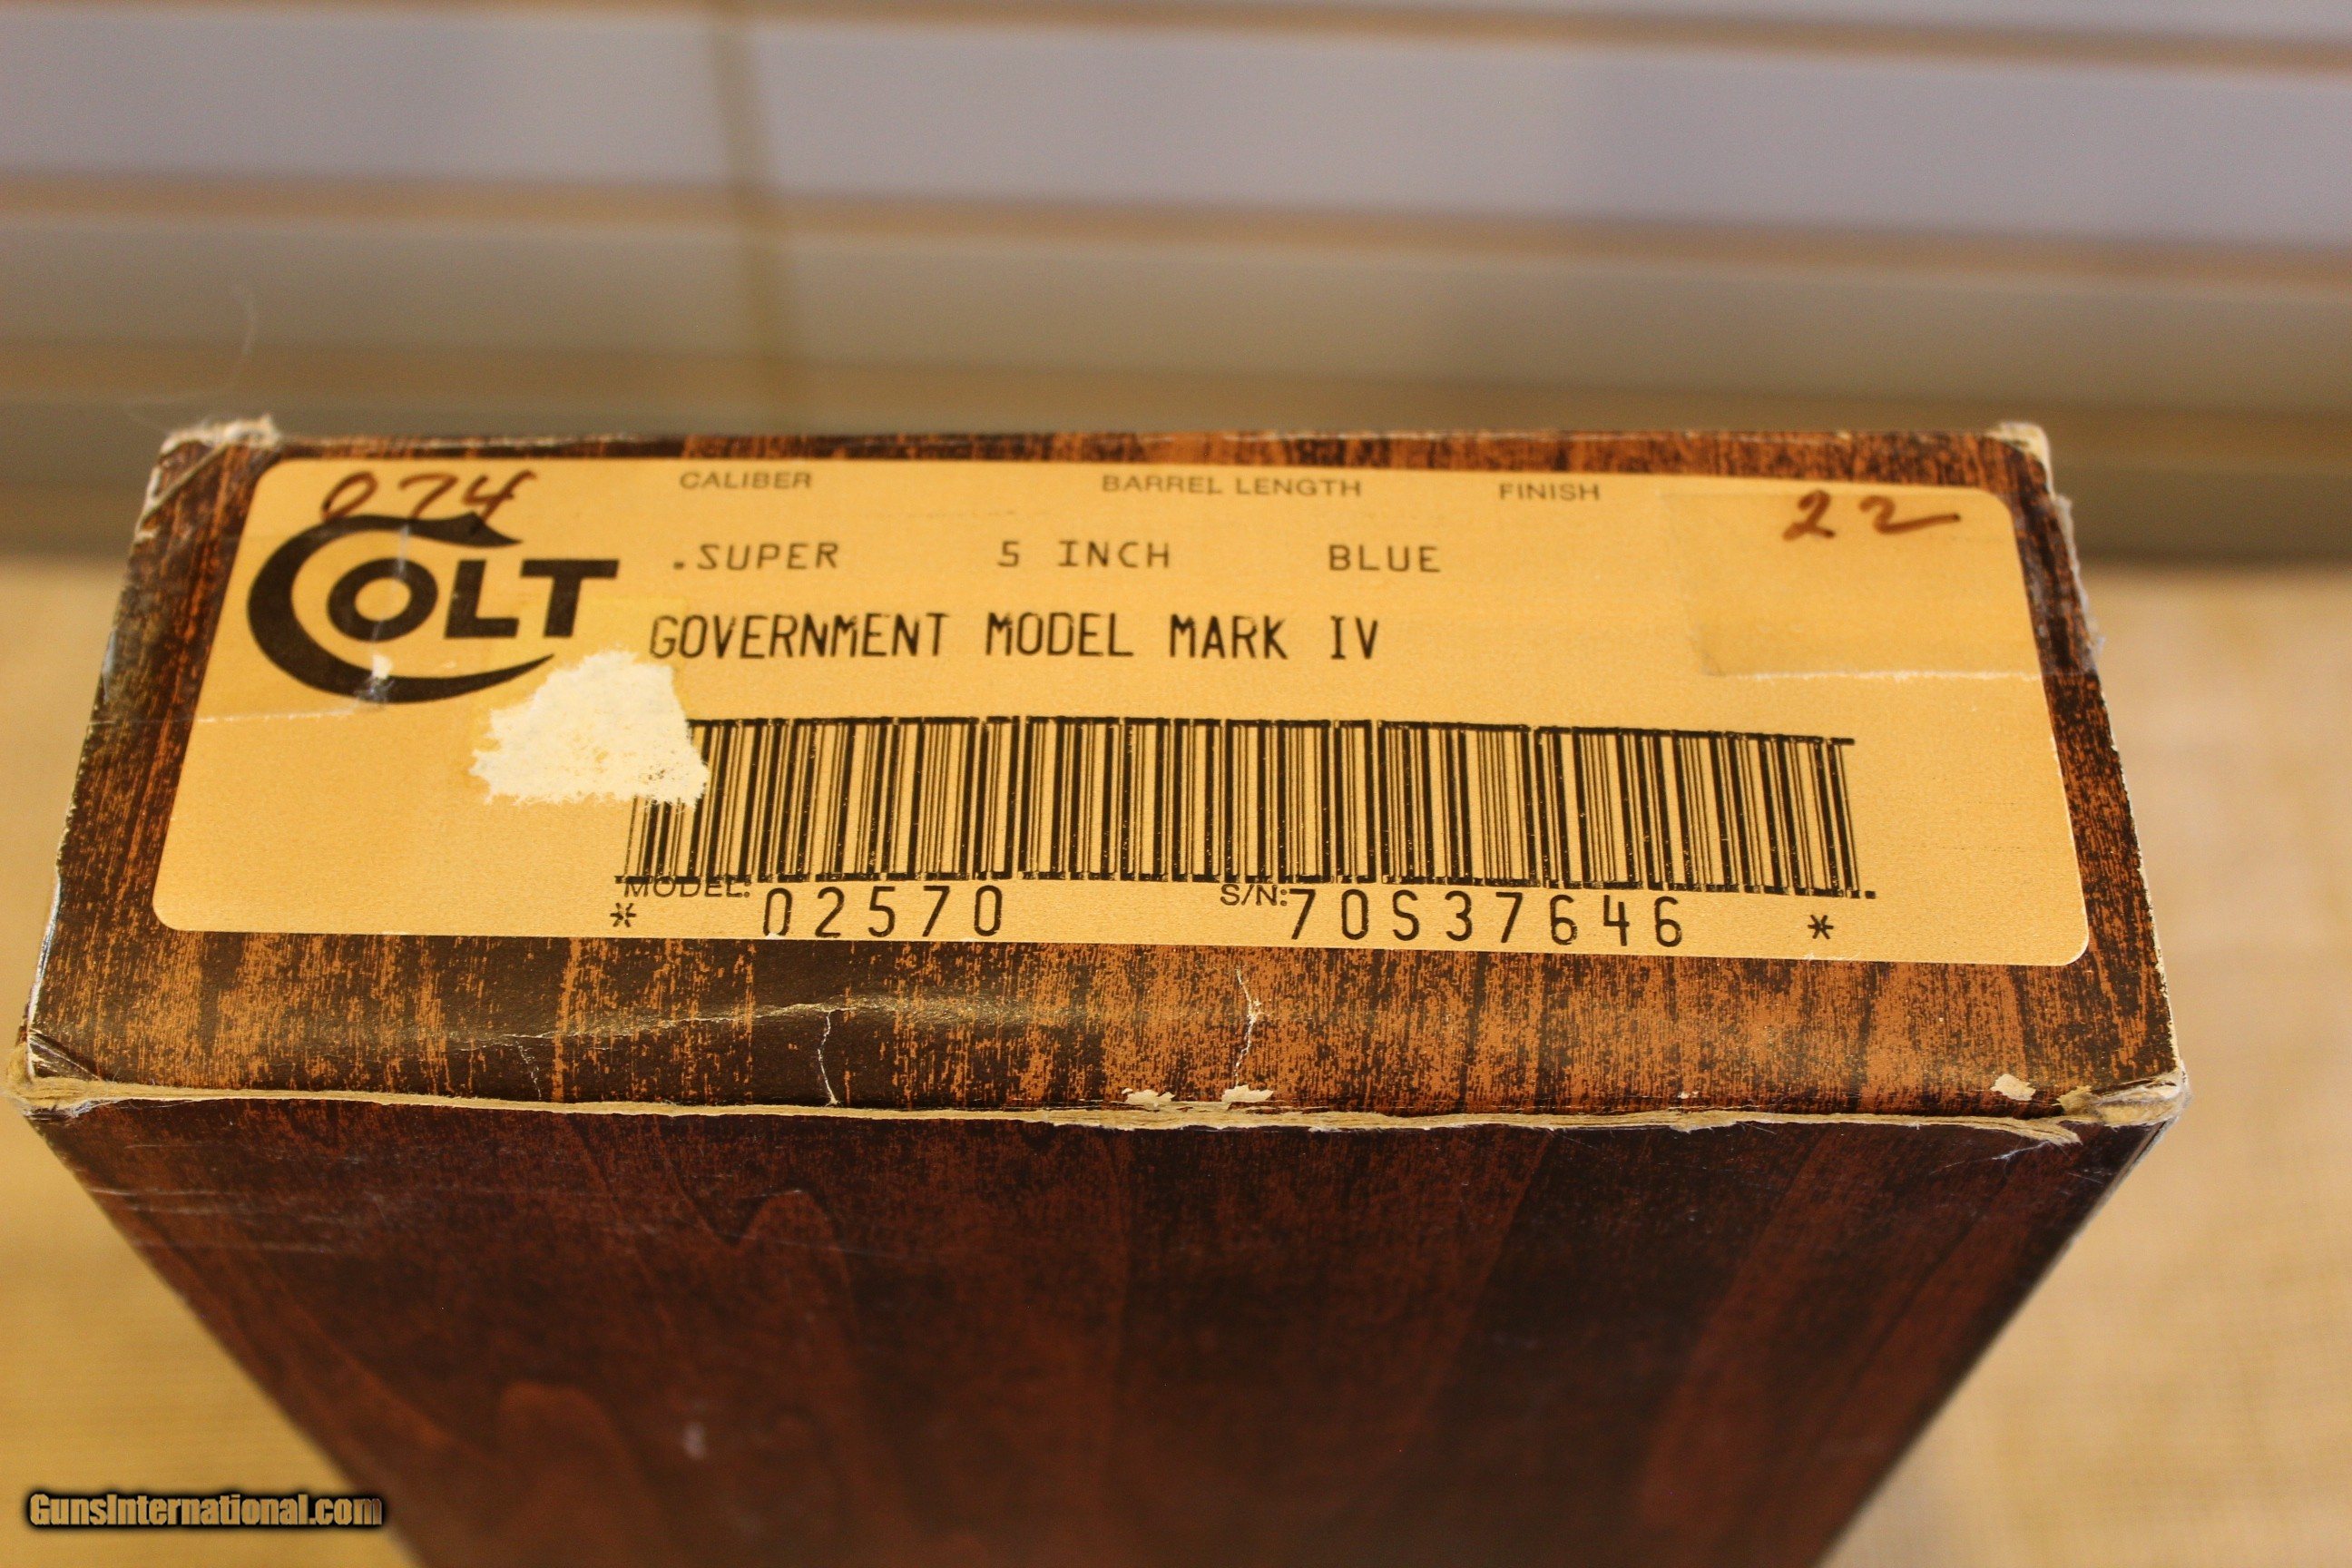 074 CALIBER BARREL LENGTH FINISH 22
COLT .SUPER 5 INCH BLUE
GOVERNMENT MODEL MARK IV
MODEL: S/N:
* 02570 70S37646 *
GunsInternational.com